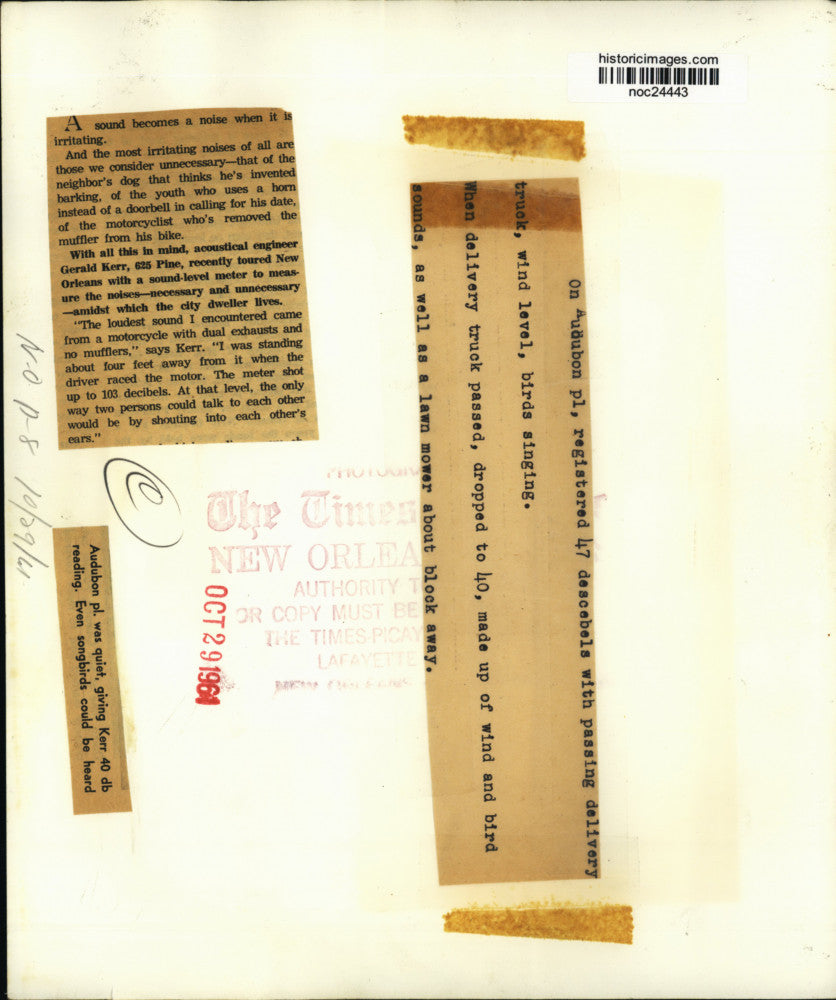 historicimages.com
noc24443
A sound becomes a noise when it is
irritating.
And the most irritating noises of all are
those we consider unnecessary—that of the
neighbor's dog that thinks he's invented
barking, of the youth who uses a horn
instead of a doorbell in calling for his date,
of the motorcyclist who's removed the
muffler from his bike.
With all this in mind, acoustical engineer
Gerald Kerr, 625 Pine, recently toured New
Orleans with a sound-level meter to meas-
ure the noises—necessary and unnecessary
—amidst which the city dweller lives.
"The loudest sound I encountered came
from a motorcycle with dual exhausts and
no mufflers," says Kerr. "I was standing
about four feet away from it when the
driver raced the motor. The meter shot
up to 103 decibels. At that level, the only
way two persons could talk to each other
would be by shouting into each other's
ears."
On Audubon pl, registered 47 descebels with passing delivery
truck, wind level, birds singing.
When delivery truck passed, dropped to 40, made up of wind and bird
sounds, as well as a lawn mower about block away.
C
The Times
NEW ORLEA
AUTHORITY T
OR COPY MUST BE
THE TIMES-PICAY
LAFAYETTE
NEW ORLEANS
OCT 29 1961
N-O P-8 10/29/61
Audubon pl. was quiet, giving Kerr 40 db
reading. Even songbirds could be heard